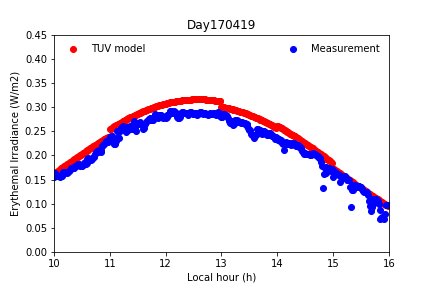 Day170419
TUV model
Measurement
Erythemal Irradiance (W/m2)
0.45
0.40
0.35
0.30
0.25
0.20
0.15
0.10
0.05
0.00
10 11 12 13 14 15 16
Local hour (h)